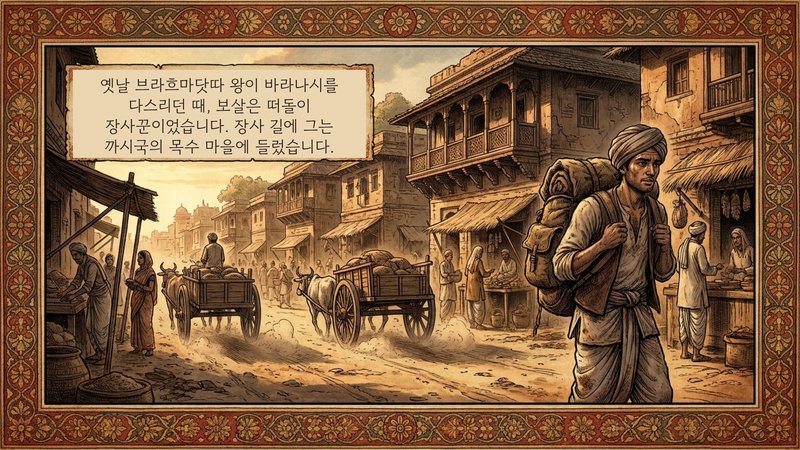 옛날 브라흐마닷따 왕이 바라나시를
다스리던 때, 보살은 떠돌이
장사꾼이었습니다. 장사 길에 그는
까시국의 목수 마을에 들렀습니다.